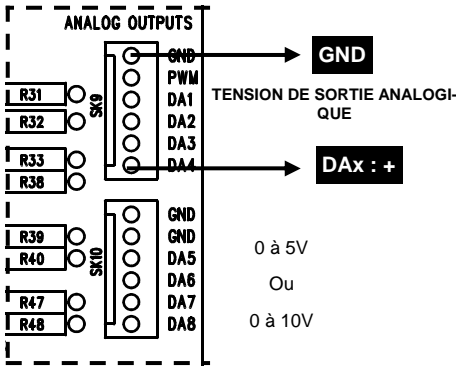 ANALOG OUTPUTS
GND
PWM
DA1
DA2
DA3
DA4
SK9
R31
R32
R33
R38
GND
GND
DA5
DA6
DA7
DA8
SK10
R39
R40
R47
R48
GND
TENSION DE SORTIE ANALOGI-
QUE
DAx : +
0 à 5V
Ou
0 à 10V